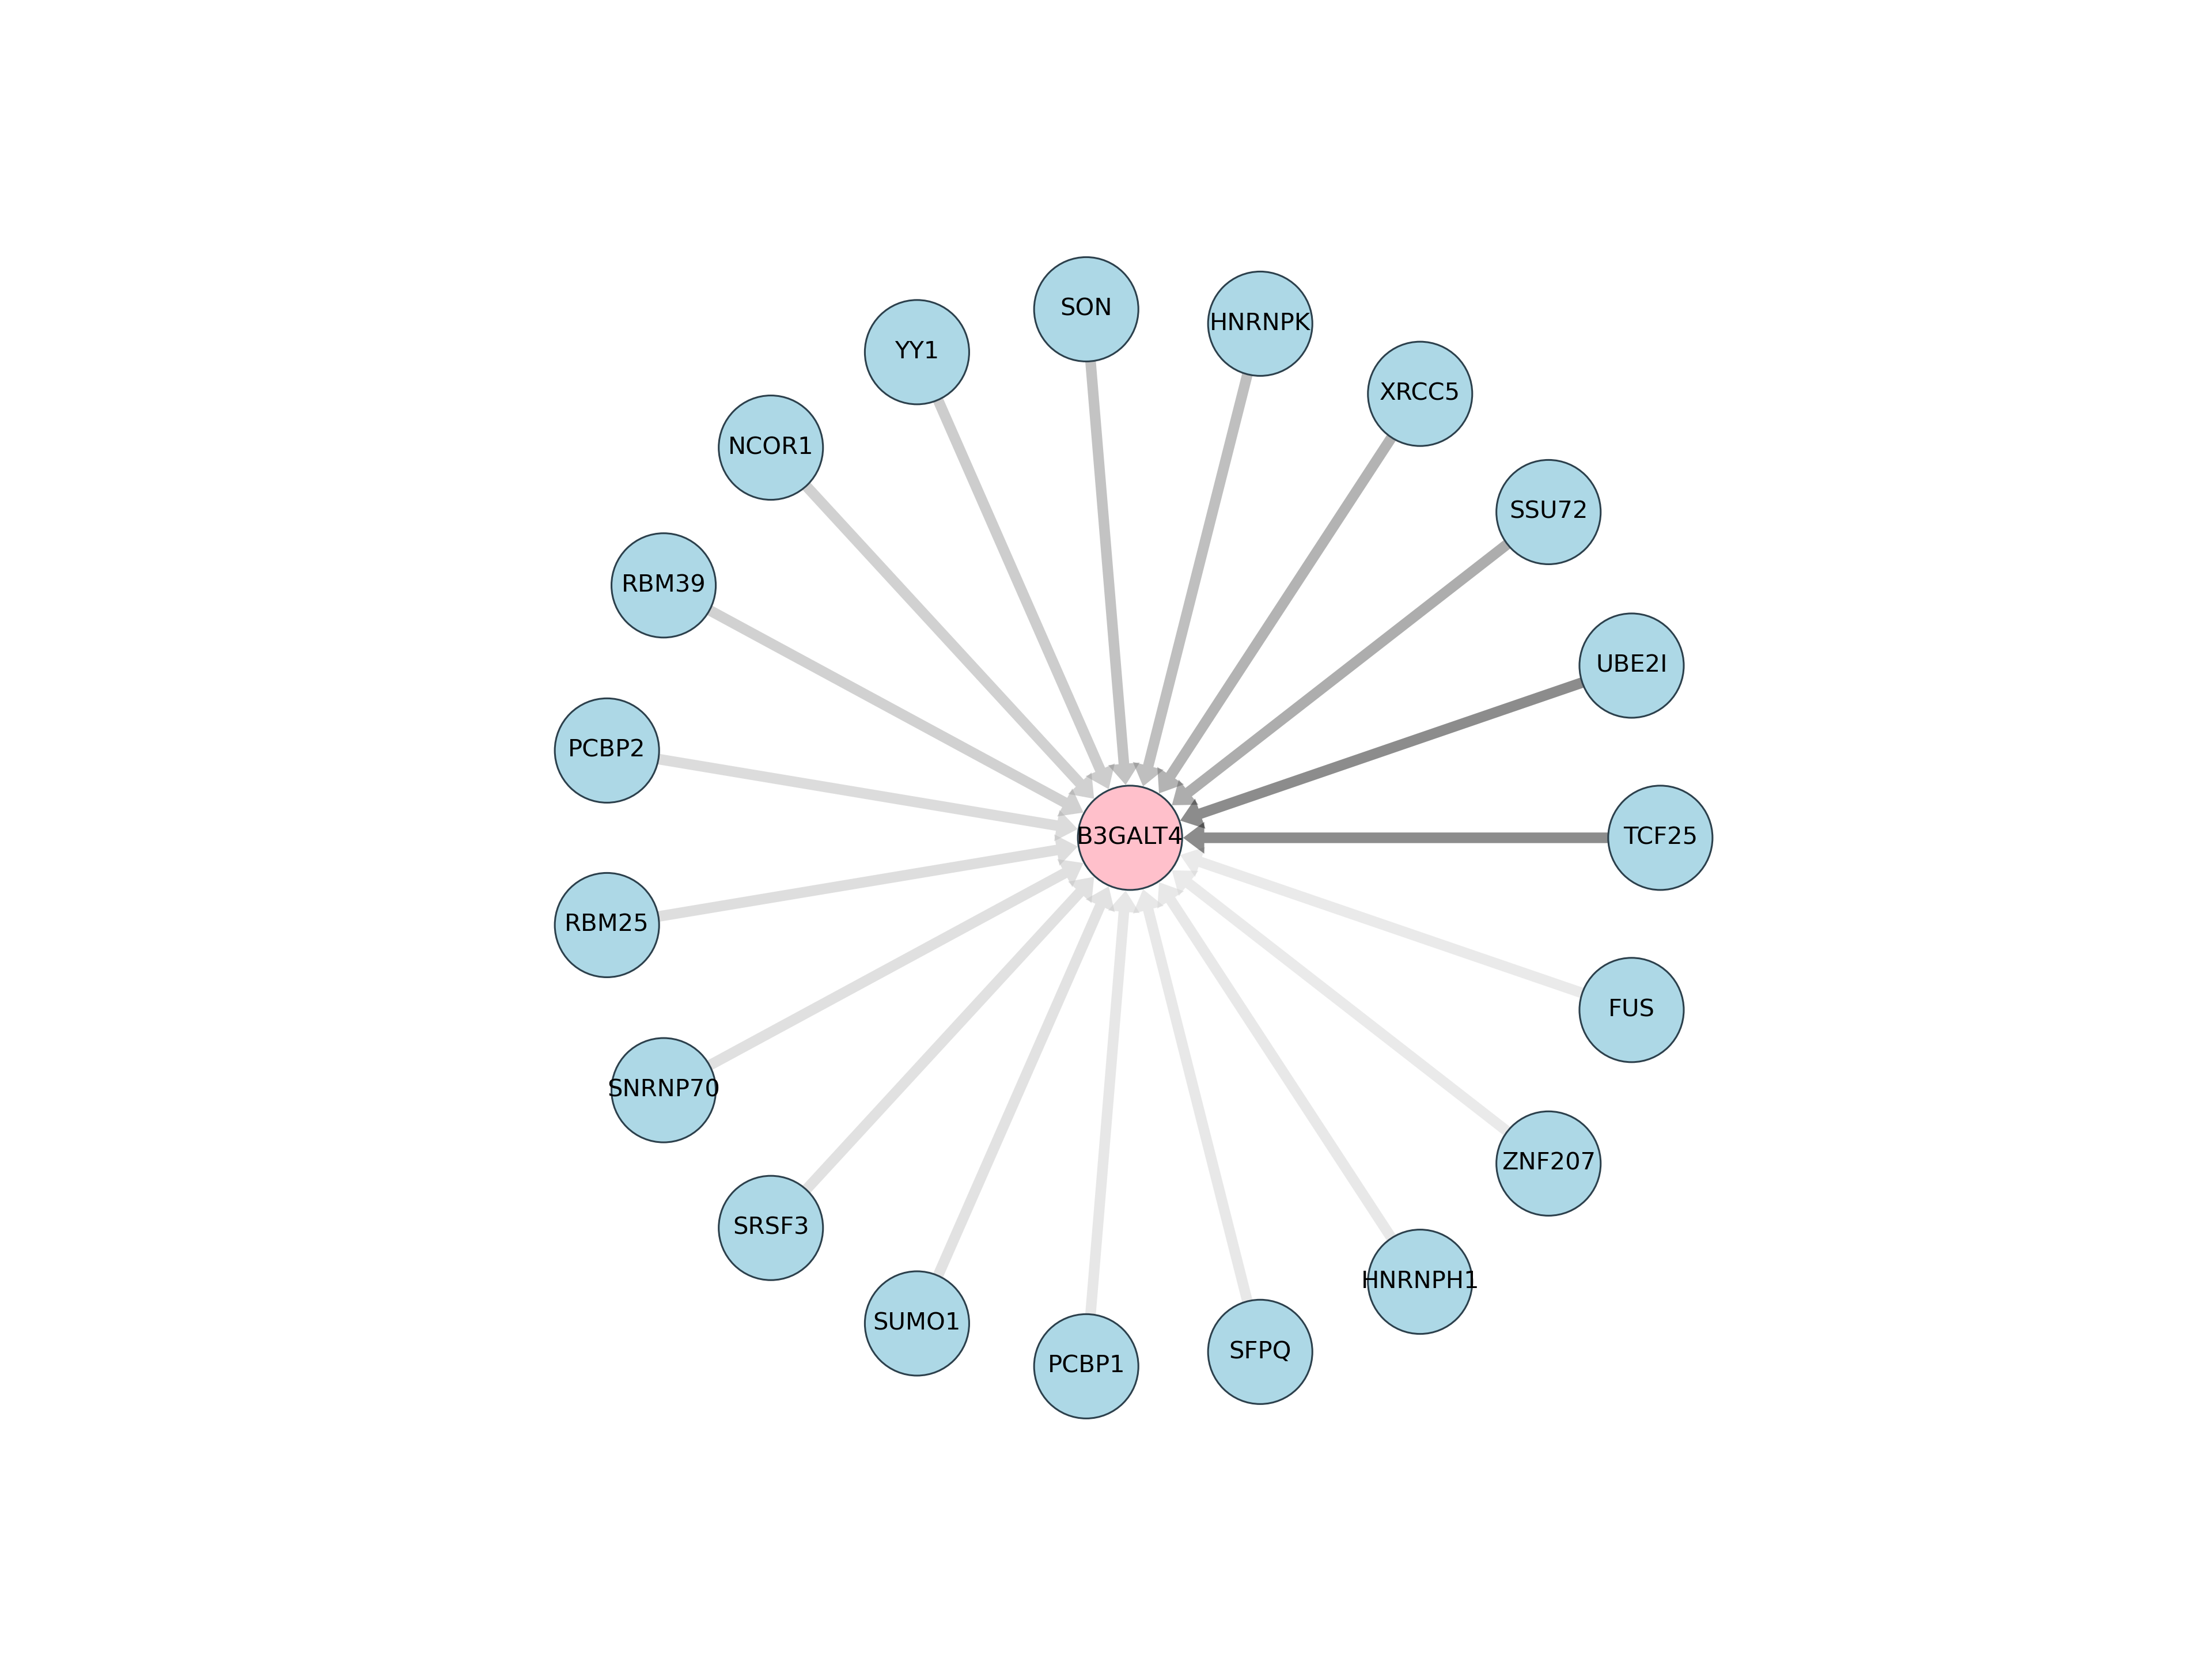 SON
HNRNPK
YY1
XRCC5
NCOR1
SSU72
RBM39
UBE2I
PCBP2
B3GALT4
TCF25
RBM25
FUS
SNRNP70
ZNF207
SRSF3
HNRNPH1
SUMO1
SFPQ
PCBP1